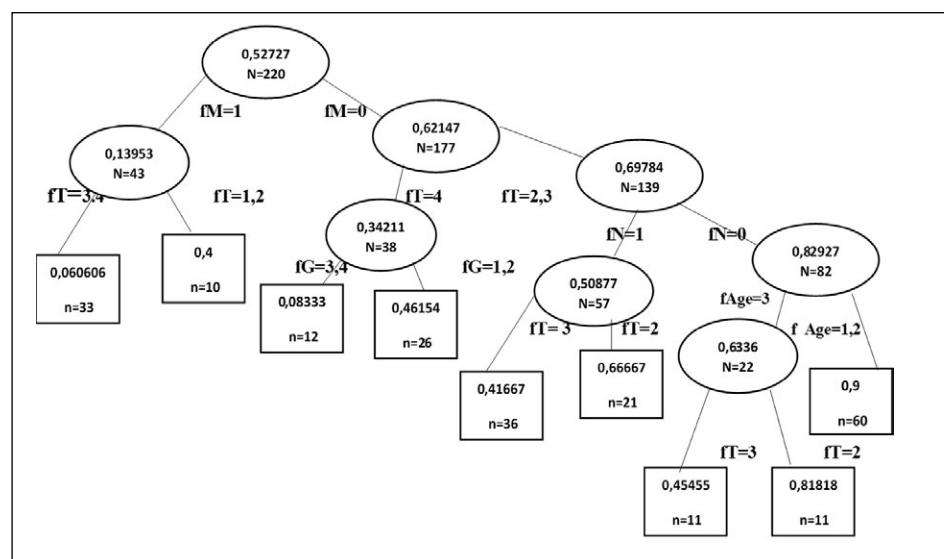 0,52727
N=220
fM=1
fM=0
0,62147
N=177
0,13953
N=43
0,69784
N=139
fT=3,4
fT=1,2
fT=4
fT=2,3
0,34211
N=38
fN=1
fN=0
0,82927
N=82
0,060606
n=33
0,4
n=10
fG=3,4
fG=1,2
0,08333
n=12
0,46154
n=26
0,50877
N=57
fAge=3
f Age=1,2
fT= 3
fT=2
0,6336
N=22
0,41667
n=36
0,66667
n=21
0,9
n=60
fT=3
fT=2
0,45455
n=11
0,81818
n=11